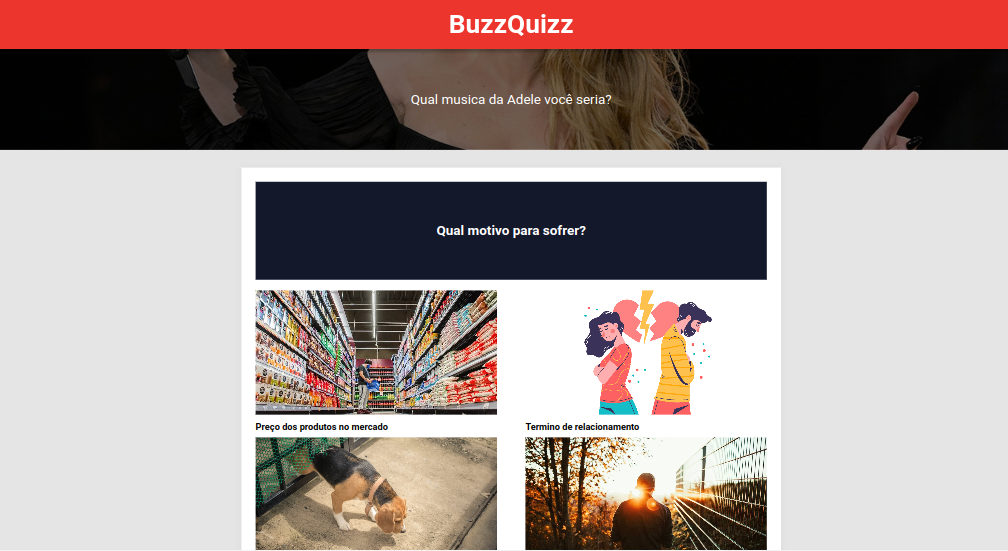 BuzzQuizz
Qual musica da Adele você seria?
Qual motivo para sofrer?
Preço dos produtos no mercado
Termino de relacionamento